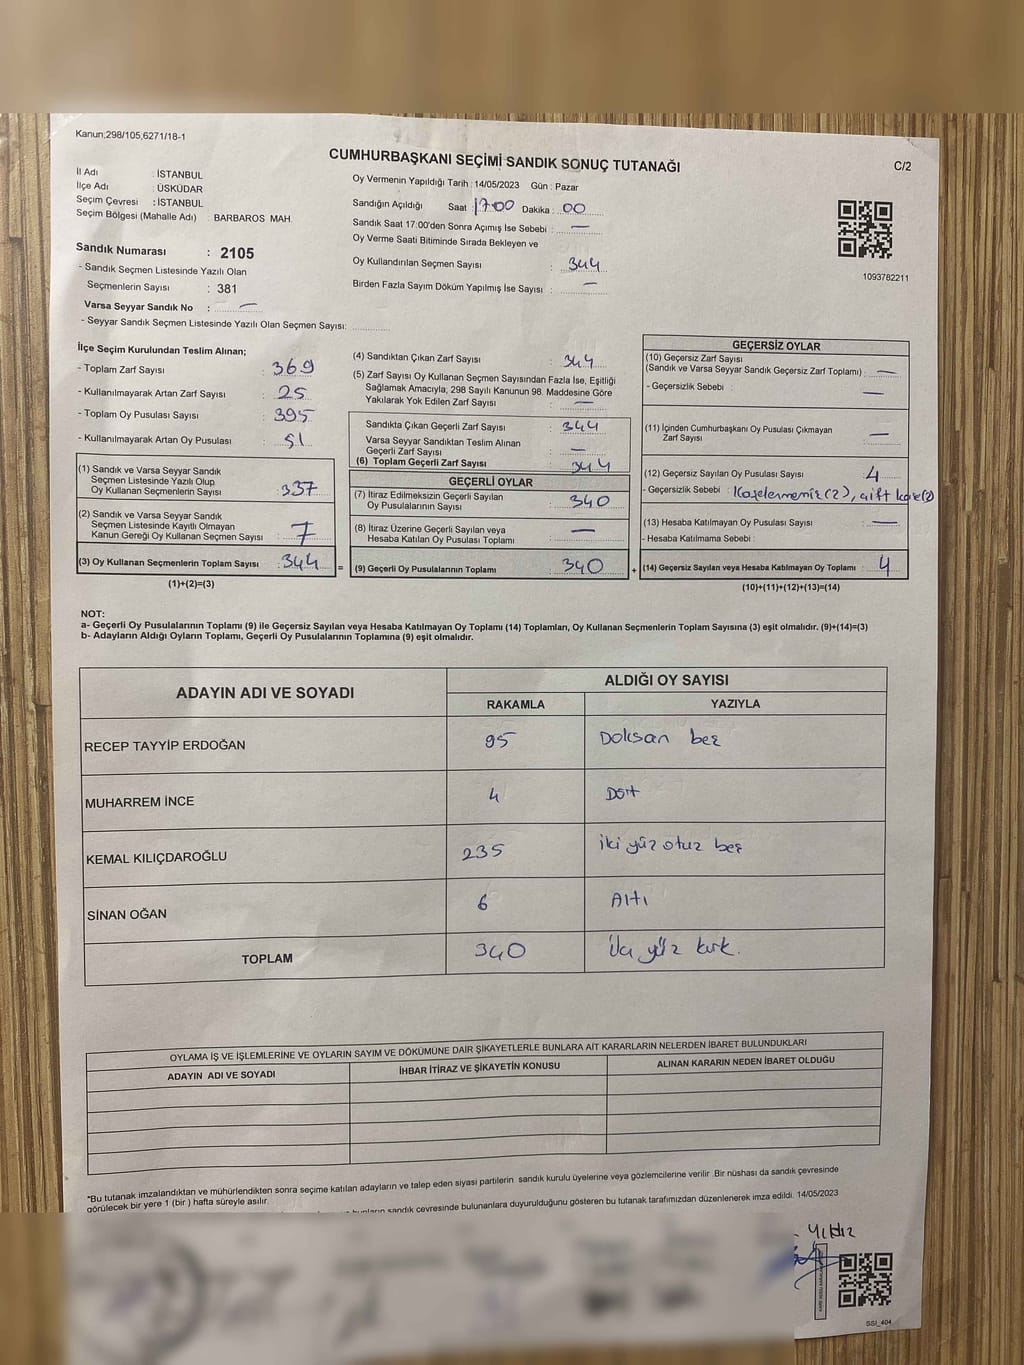 Kanun;298/105,6271/18-1
CUMHURBAŞKANI SEÇİMİ SANDIK SONUÇ TUTANAĞI
C/2
İl Adı : İSTANBUL
İlçe Adı : ÜSKÜDAR
Seçim Çevresi : İSTANBUL
Seçim Bölgesi (Mahalle Adı) BARBAROS MAH.
Sandık Numarası : 2105
- Sandık Seçmen Listesinde Yazılı Olan
Seçmenlerin Sayısı : 381
Varsa Seyyar Sandık No : —
- Seyyar Sandık Seçmen Listesinde Yazılı Olan Seçmen Sayısı:
Oy Vermenin Yapıldığı Tarih : 14/05/2023 Gün : Pazar
Sandığın Açıldığı Saat 17:00 Dakika : 00
Sandık Saat 17:00'den Sonra Açımış İse Sebebi : —
Oy Verme Saati Bitiminde Sırada Bekleyen ve
Oy Kullandırılan Seçmen Sayısı : 344
Birden Fazla Sayım Döküm Yapılmış İse Sayısı : —
1093782211
İlçe Seçim Kurulundan Teslim Alınan;
- Toplam Zarf Sayısı : 369
- Kullanılmayarak Artan Zarf Sayısı : 25
- Toplam Oy Pusulası Sayısı : 395
- Kullanılmayarak Artan Oy Pusulası : 51
(1) Sandık ve Varsa Seyyar Sandık
Seçmen Listesinde Yazılı Olup
Oy Kullanan Seçmenlerin Sayısı : 337
(2) Sandık ve Varsa Seyyar Sandık
Seçmen Listesinde Kayıtlı Olmayan
Kanun Gereği Oy Kullanan Seçmen Sayısı : 7
(3) Oy Kullanan Seçmenlerin Toplam Sayısı : 344
(1)+(2)=(3)
=
(4) Sandıktan Çıkan Zarf Sayısı : 344
(5) Zarf Sayısı Oy Kullanan Seçmen Sayısından Fazla İse, Eşitliği
Sağlamak Amacıyla, 298 Sayılı Kanunun 98. Maddesine Göre
Yakılarak Yok Edilen Zarf Sayısı : —
Sandıkta Çıkan Geçerli Zarf Sayısı : 344
Varsa Seyyar Sandıktan Teslim Alınan
Geçerli Zarf Sayısı : —
(6) Toplam Geçerli Zarf Sayısı : 344
GEÇERLİ OYLAR
(7) İtiraz Edilmeksizin Geçerli Sayılan
Oy Pusulalarının Sayısı : 340
(8) İtiraz Üzerine Geçerli Sayılan veya
Hesaba Katılan Oy Pusulası Toplamı : —
(9) Geçerli Oy Pusulalarının Toplamı : 340
+
GEÇERSİZ OYLAR
(10) Geçersiz Zarf Sayısı
(Sandık ve Varsa Seyyar Sandık Geçersiz Zarf Toplamı) : —
- Geçersizlik Sebebi : —
(11) İçinden Cumhurbaşkanı Oy Pusulası Çıkmayan
Zarf Sayısı : —
(12) Geçersiz Sayılan Oy Pusulası Sayısı : 4
- Geçersizlik Sebebi : Kaşelenmemiş(2), çift kaşe(2)
(13) Hesaba Katılmayan Oy Pusulası Sayısı : —
- Hesaba Katılmama Sebebi :
(14) Geçersiz Sayılan veya Hesaba Katılmayan Oy Toplamı : 4
(10)+(11)+(12)+(13)=(14)
NOT:
a- Geçerli Oy Pusulalarının Toplamı (9) ile Geçersiz Sayılan veya Hesaba Katılmayan Oy Toplamı (14) Toplamları, Oy Kullanan Seçmenlerin Toplam Sayısına (3) eşit olmalıdır. (9)+(14)=(3)
b- Adayların Aldığı Oyların Toplamı, Geçerli Oy Pusulalarının Toplamına (9) eşit olmalıdır.
ADAYIN ADI VE SOYADI
ALDIĞI OY SAYISI
RAKAMLA YAZIYLA
RECEP TAYYİP ERDOĞAN 95 Doksan beş
MUHARREM İNCE 4 Dört
KEMAL KILIÇDAROĞLU 235 iki yüz otuz beş
SİNAN OĞAN 6 Altı
TOPLAM 340 Üç yüz kırk.
OYLAMA İŞ VE İŞLEMLERİNE VE OYLARIN SAYIM VE DÖKÜMÜNE DAİR ŞİKAYETLERLE BUNLARA AİT KARARLARIN NELERDEN İBARET BULUNDUKLARI
ADAYIN ADI VE SOYADI İHBAR İTİRAZ VE ŞİKAYETİN KONUSU ALINAN KARARIN NEDEN İBARET OLDUĞU
*Bu tutanak imzalandıktan ve mühürlendikten sonra seçime katılan adayların ve talep eden siyasi partilerin sandık kurulu üyelerine veya gözlemcilerine verilir .Bir nüshası da sandık çevresinde
görülecek bir yere 1 (bir ) hafta süreyle asılır.
sandık çevresinde bulunanlara duyurulduğunu gösteren bu tutanak tarafımızdan düzenlenerek imza edildi. 14/05/2023
Yıldız
SSI_404